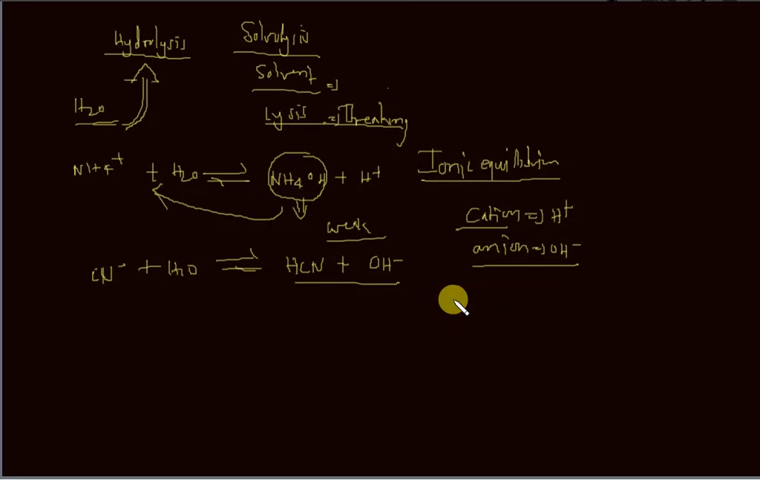 Hydrolysis
Solvolysis
Solvent ⇒
H2O
Lysis ⇒ Breaking
NH4+ + H2O ⇌ NH4OH + H+
Ionic equilibrium
weak
Cation ⇒ H+
anion ⇒ OH-
CN- + H2O ⇌ HCN + OH-